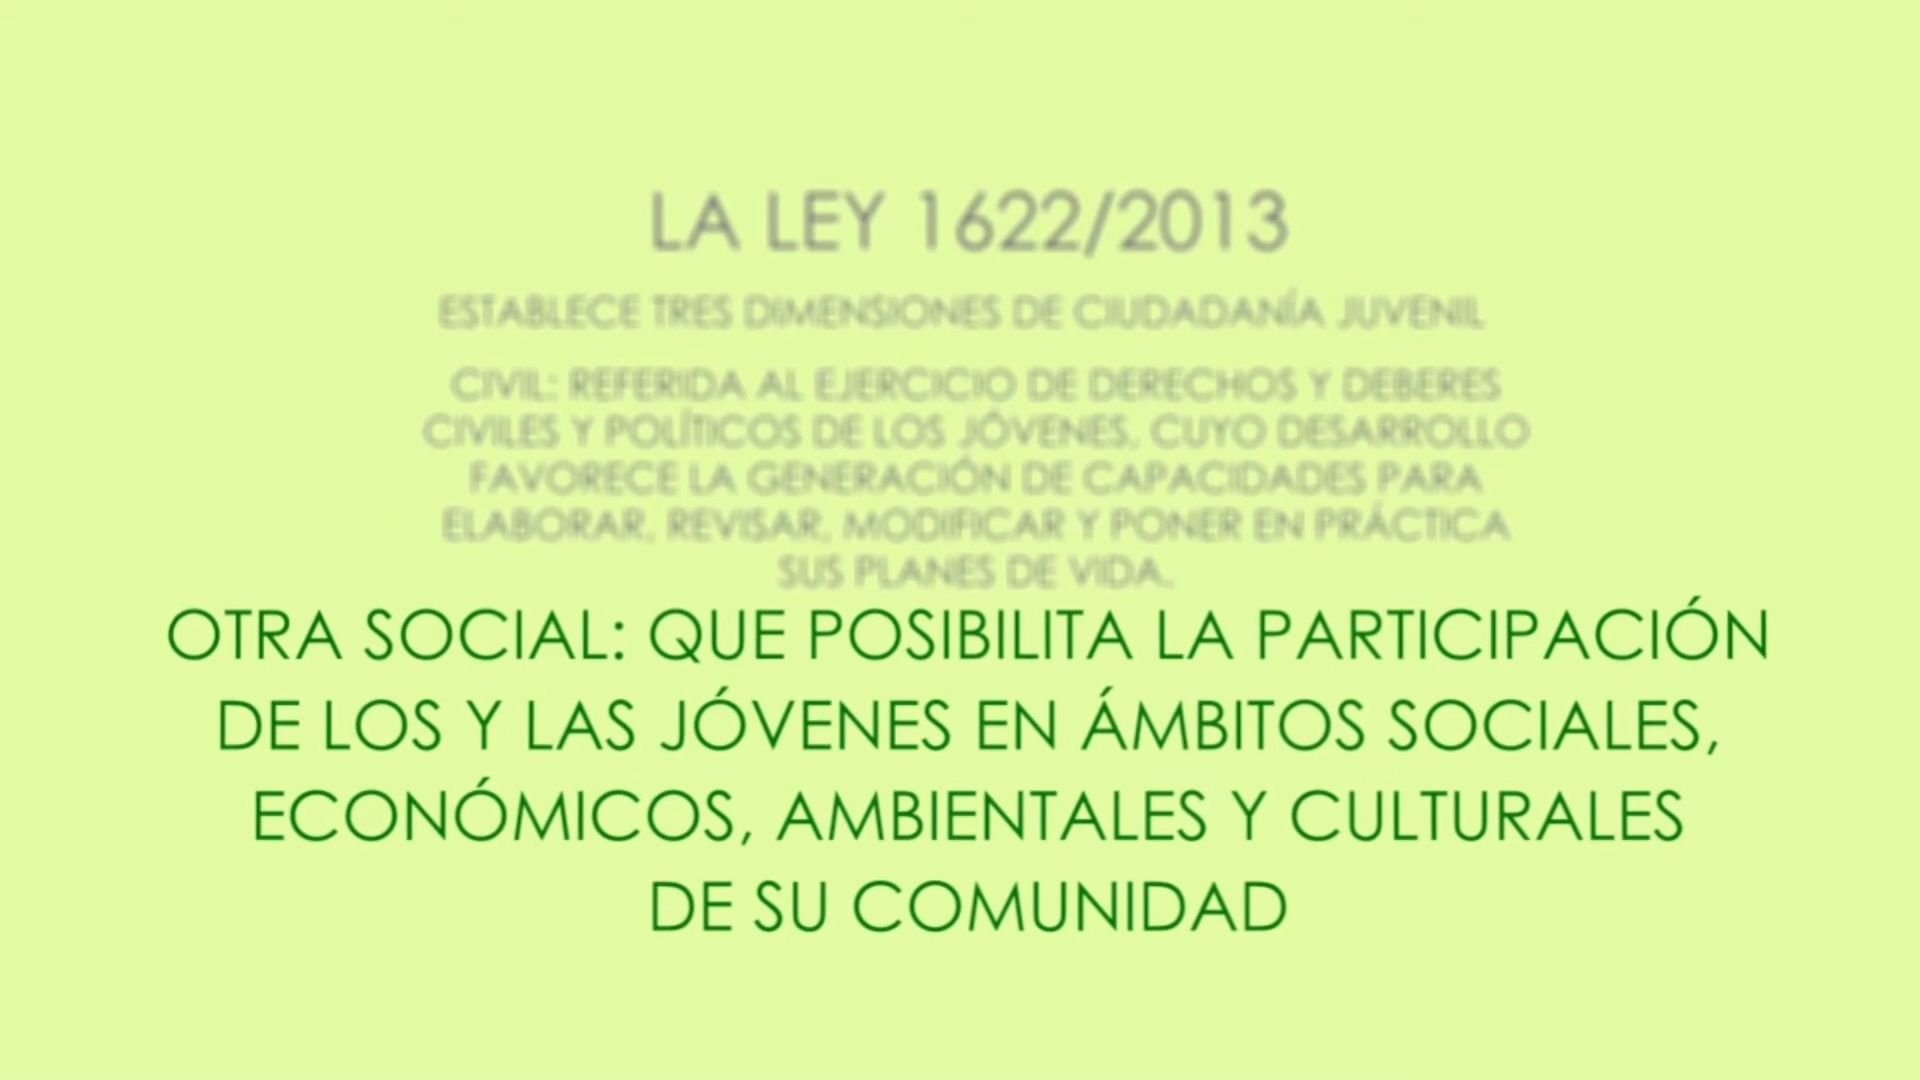 LA LEY 1622/2013
ESTABLECE TRES DIMENSIONES DE CIUDADANÍA JUVENIL
CIVIL: REFERIDA AL EJERCICIO DE DERECHOS Y DEBERES
CIVILES Y POLÍTICOS DE LOS JÓVENES, CUYO DESARROLLO
FAVORECE LA GENERACIÓN DE CAPACIDADES PARA
ELABORAR, REVISAR, MODIFICAR Y PONER EN PRÁCTICA
SUS PLANES DE VIDA.
OTRA SOCIAL: QUE POSIBILITA LA PARTICIPACIÓN
DE LOS Y LAS JÓVENES EN ÁMBITOS SOCIALES,
ECONÓMICOS, AMBIENTALES Y CULTURALES
DE SU COMUNIDAD